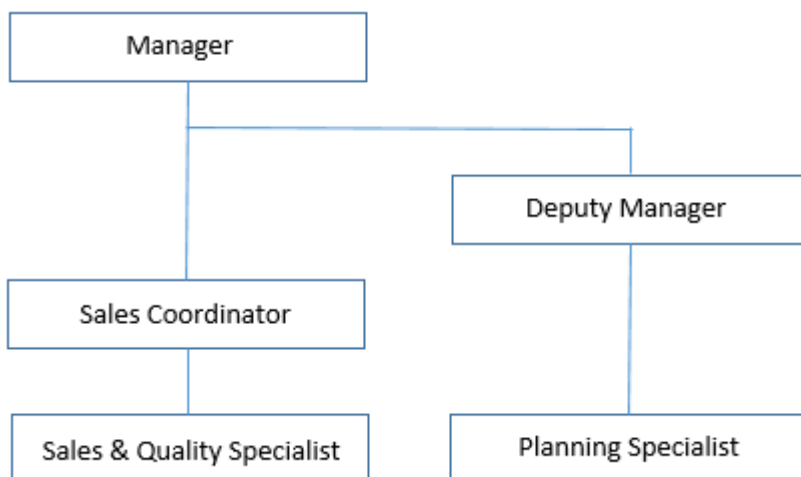 Manager
Deputy Manager
Sales Coordinator
Sales & Quality Specialist
Planning Specialist